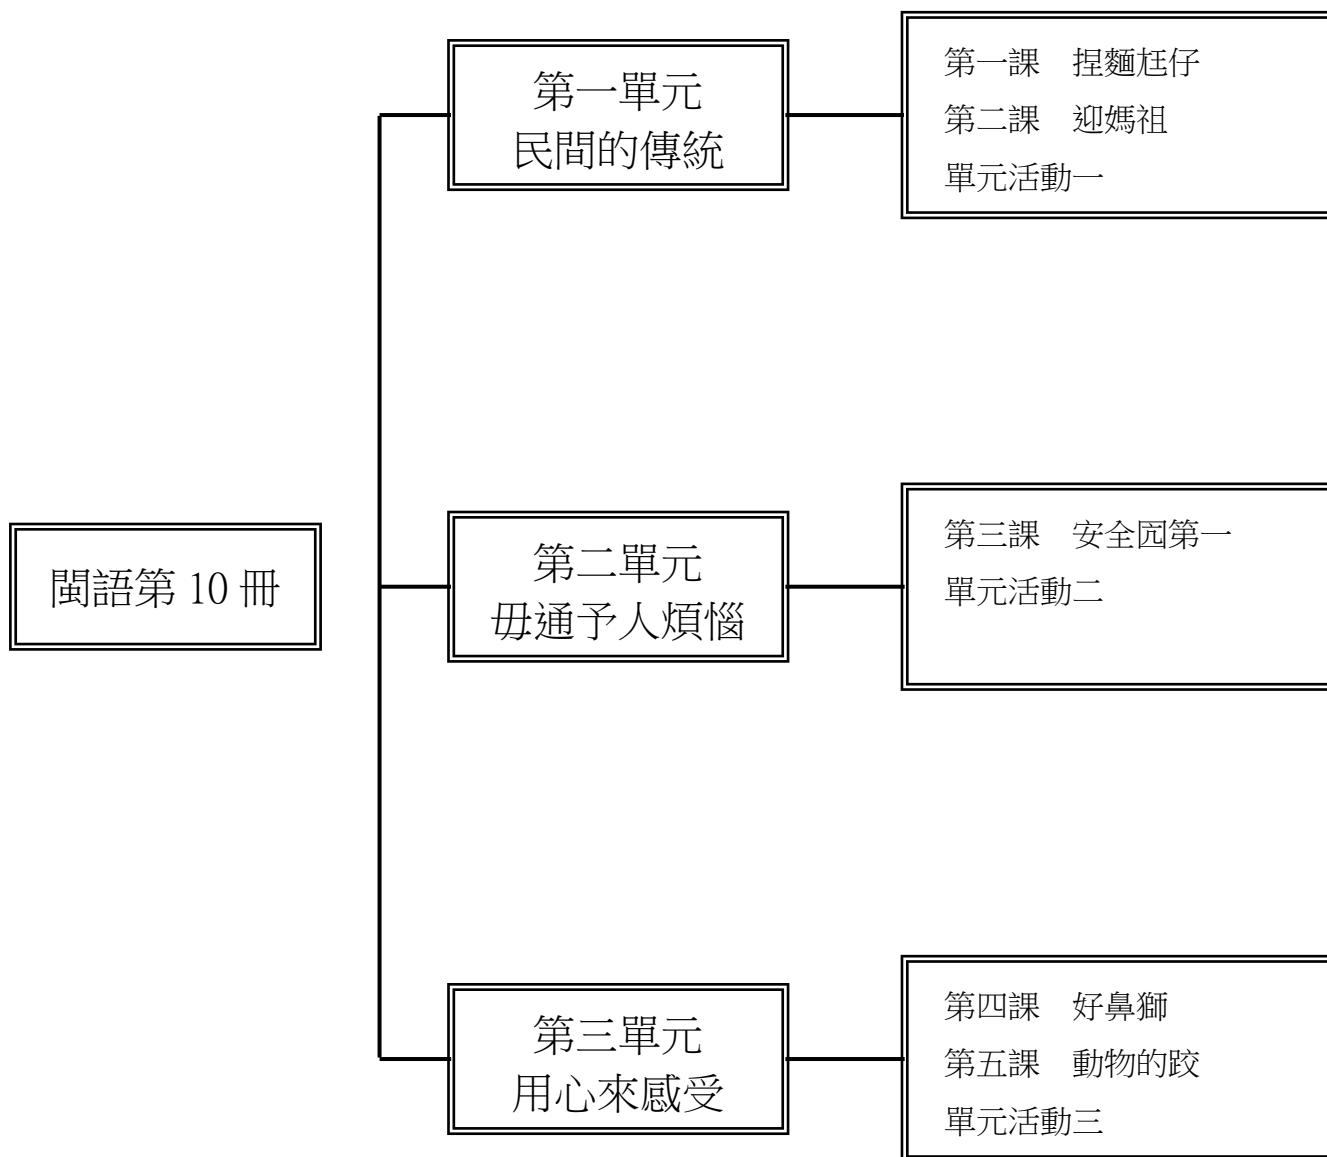 閩語第 10 冊
第一單元
民間的傳統
第一課　捏麵尪仔
第二課　迎媽祖
單元活動一
第二單元
毋通予人煩惱
第三課　安全囥第一
單元活動二
第三單元
用心來感受
第四課　好鼻獅
第五課　動物的跤
單元活動三